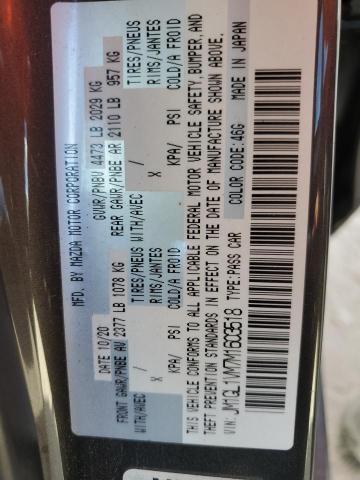 MFD. BY MAZDA MOTOR CORPORATION
DATE 10/20 GVWR/PNBV 4473 LB 2029 KG
FRONT GAWR/PNBE AV 2377 LB 1078 KG REAR GAWR/PNBE AR 2110 LB 957 KG
WITH/AVEC TIRES/PNEUS WITH/AVEC TIRES/PNEUS
X RIMS/JANTES X RIMS/JANTES
KPA/ PSI COLD/A FROID KPA/ PSI COLD/A FROID
THIS VEHICLE CONFORMS TO ALL APPLICABLE FEDERAL MOTOR VEHICLE SAFETY, BUMPER, AND
THEFT PREVENTION STANDARDS IN EFFECT ON THE DATE OF MANUFACTURE SHOWN ABOVE.
VIN: TYPE:PASS CAR COLOR CODE:46G MADE IN JAPAN